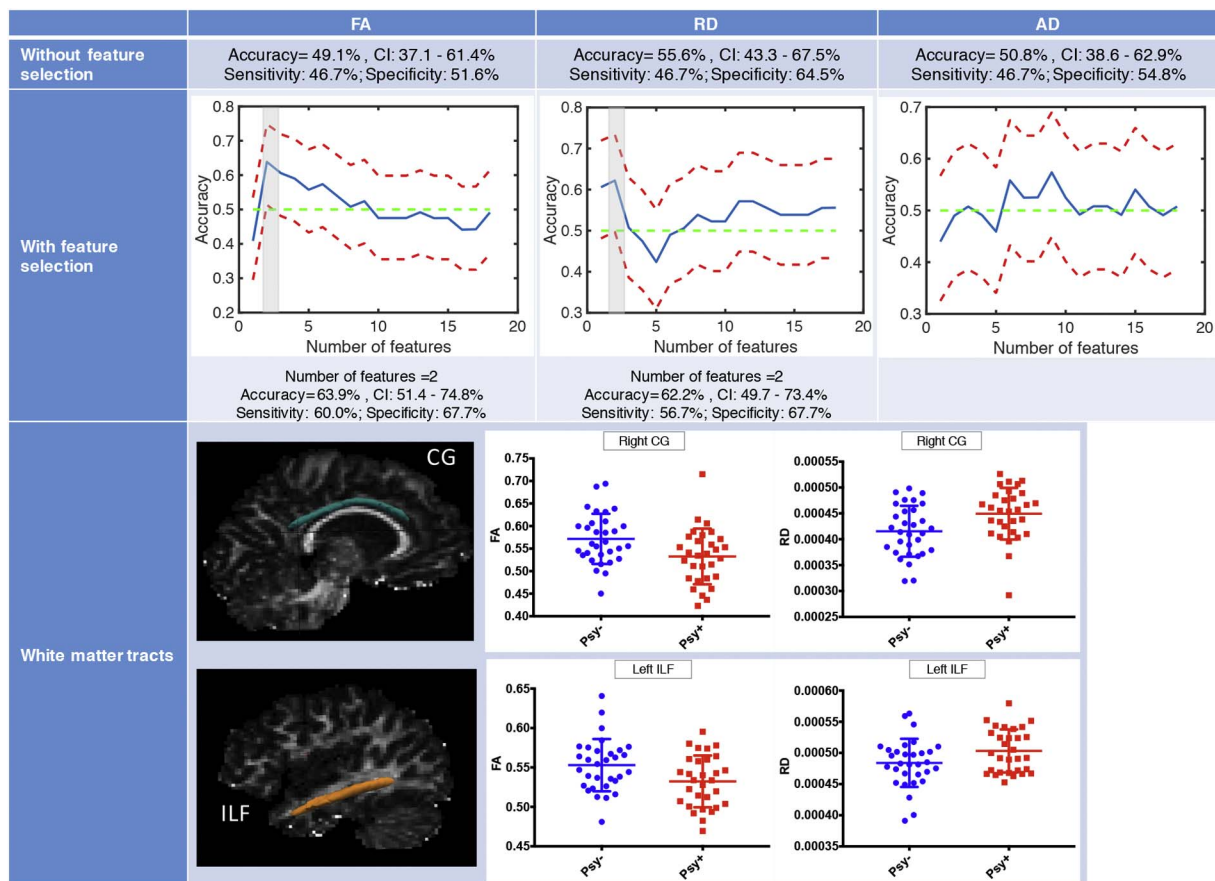 FA
RD
AD
Without feature selection
Accuracy= 49.1% , CI: 37.1 - 61.4%
Sensitivity: 46.7%; Specificity: 51.6%
Accuracy= 55.6% , CI: 43.3 - 67.5%
Sensitivity: 46.7%; Specificity: 64.5%
Accuracy= 50.8% , CI: 38.6 - 62.9%
Sensitivity: 46.7%; Specificity: 54.8%
With feature selection
0.8
0.7
0.6
0.5
0.4
0.3
0.2
Accuracy
0 5 10 15 20
Number of features
0.8
0.7
0.6
0.5
0.4
0.3
0.2
Accuracy
0 5 10 15 20
Number of features
0.7
0.6
0.5
0.4
0.3
Accuracy
0 5 10 15 20
Number of features
Number of features =2
Accuracy=63.9% , CI: 51.4 - 74.8%
Sensitivity: 60.0%; Specificity: 67.7%
Number of features =2
Accuracy=62.2% , CI: 49.7 - 73.4%
Sensitivity: 56.7%; Specificity: 67.7%
White matter tracts
CG
Right CG
0.75
0.70
0.65
0.60
0.55
0.50
0.45
0.40
FA
Psy- Psy+
Right CG
0.00055
0.00050
0.00045
0.00040
0.00035
0.00030
0.00025
RD
Psy- Psy+
ILF
Left ILF
0.65
0.60
0.55
0.50
0.45
FA
Psy- Psy+
Left ILF
0.00060
0.00055
0.00050
0.00045
0.00040
0.00035
RD
Psy- Psy+